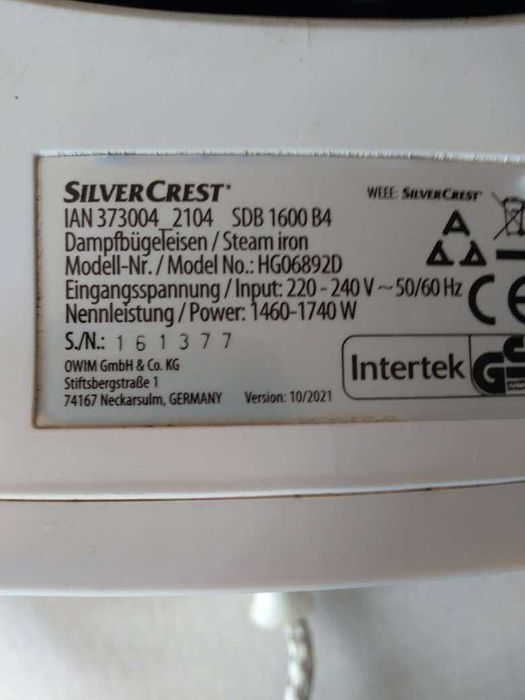 SILVERCREST®
WEEE: SILVERCREST®
IAN 373004_2104 SDB 1600 B4
Dampfbügeleisen / Steam iron
Modell-Nr. / Model No.: HG06892D
Eingangsspannung / Input: 220 - 240 V ~ 50/60 Hz
Nennleistung / Power: 1460-1740 W
S./N.: 161377
OWIM GmbH & Co. KG
Stiftsbergstraße 1
74167 Neckarsulm, GERMANY Version: 10/2021
CE
Intertek
GS